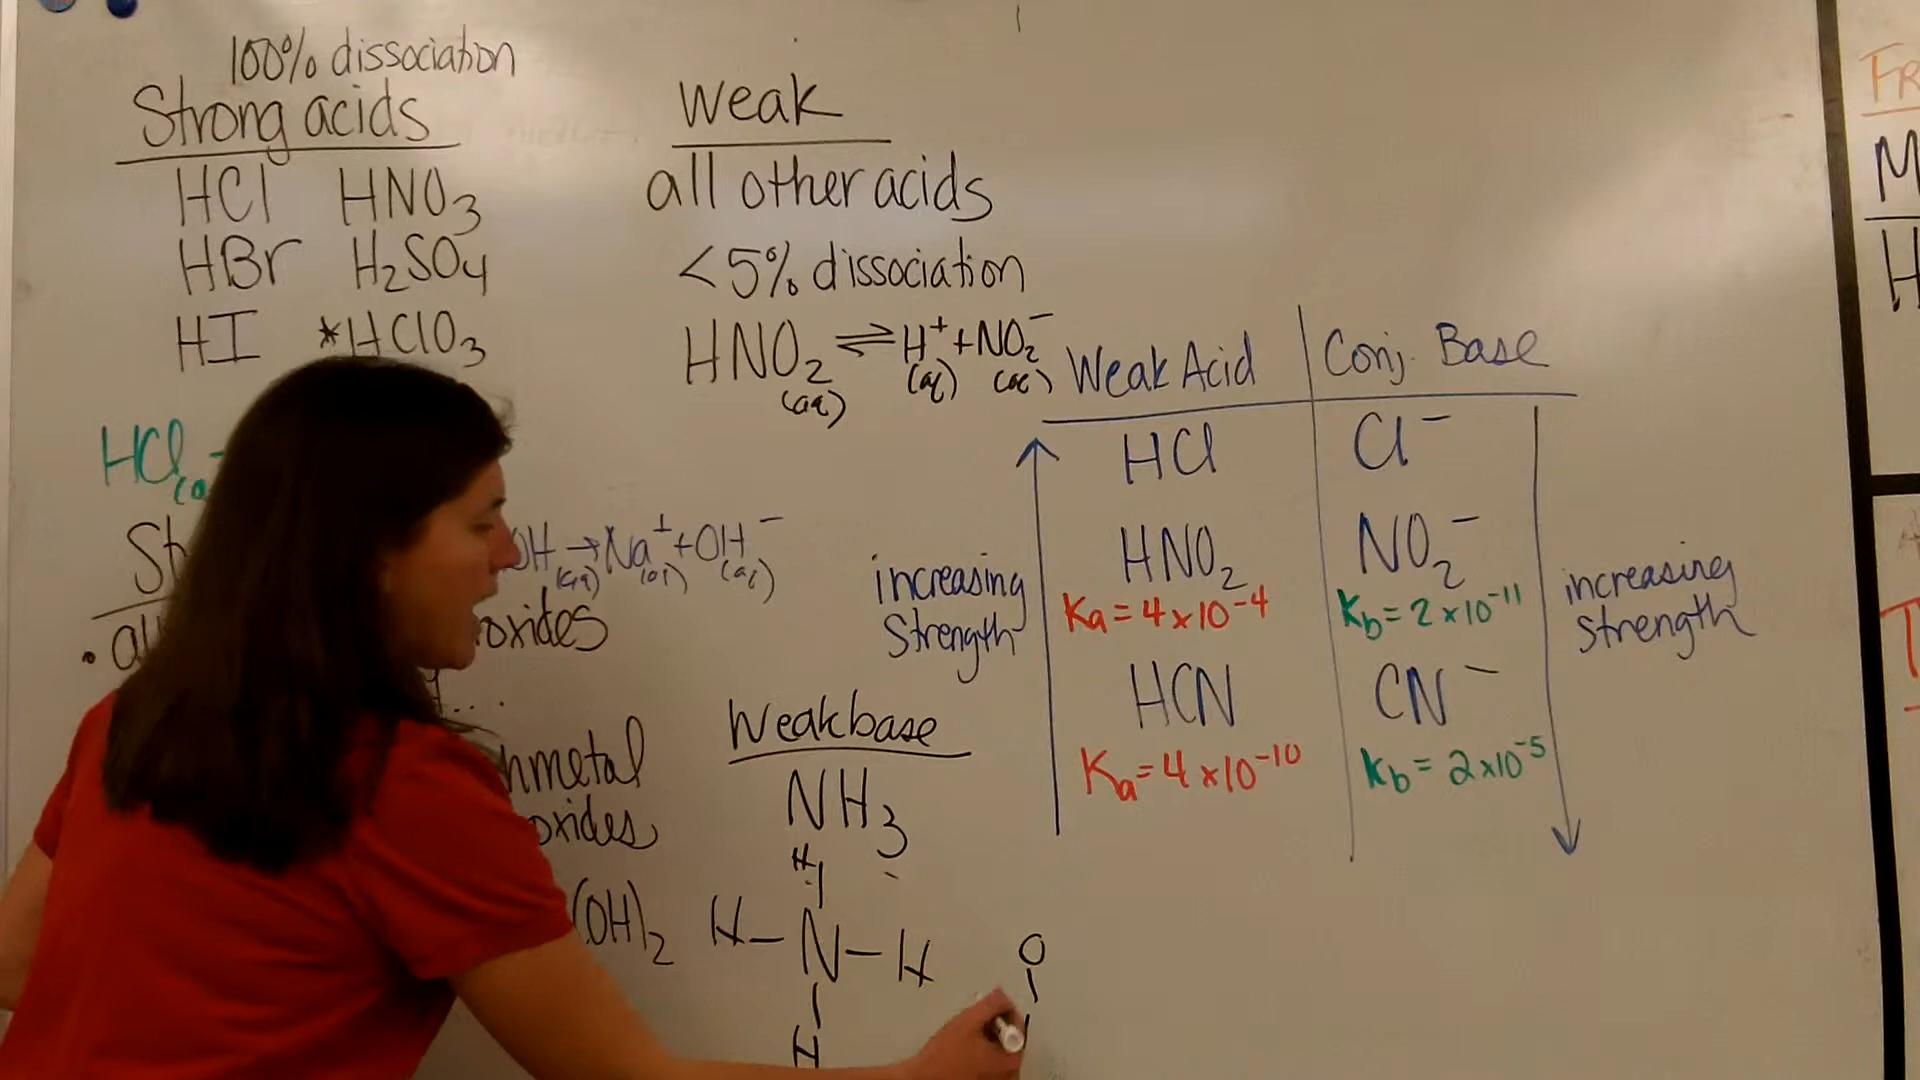 100% dissociation
Strong acids
HCl HNO₃
HBr H₂SO₄
HI *HClO₃
HCl
Weak
all other acids
<5% dissociation
HNO₂ ⇌ H⁺ + NO₂⁻
(aq) (aq) (aq)
OH → Na⁺ + OH⁻
(aq) (aq) (aq)
oxides
oxides
(OH)₂
Weak base
NH₃
H
H–N–H
H
O
Weak Acid Conj. Base
HCl Cl⁻
HNO₂ NO₂⁻
Ka = 4 x 10⁻⁴ Kb = 2 x 10⁻¹¹
HCN CN⁻
Ka = 4 x 10⁻¹⁰ Kb = 2 x 10⁻⁵
increasing
strength
increasing
strength
FR
M
H